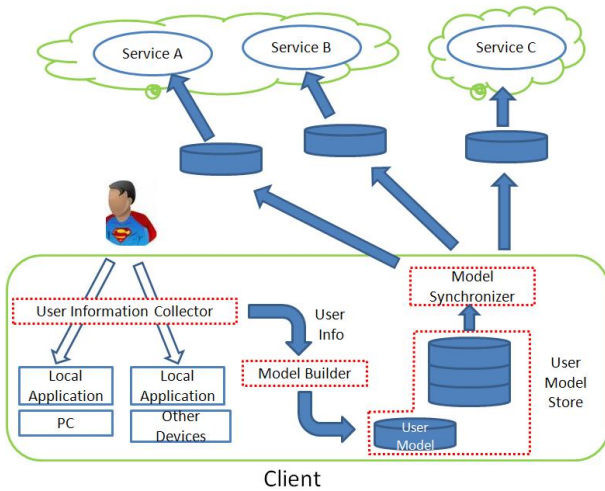 Service A
Service B
Service C
Model
Synchronizer
User Information Collector
User
Info
Model Builder
User
Model
Store
Local
Application
PC
Local
Application
Other
Devices
User
Model
Client